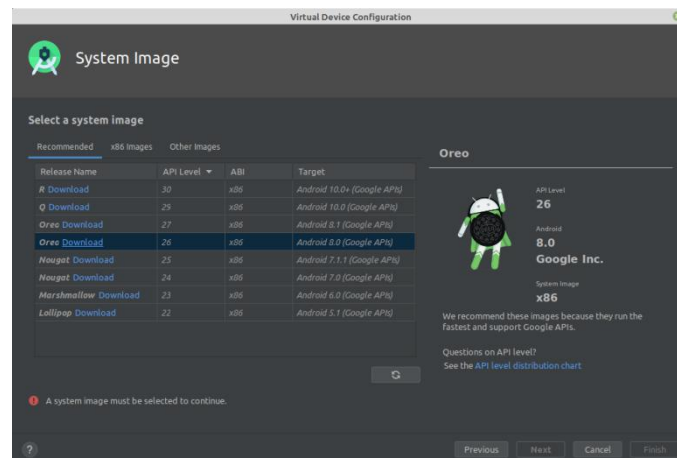 Virtual Device Configuration
System Image
Select a system image
Recommended x86 Images Other Images
Release Name API Level ABI Target
R Download 30 x86 Android 10.0+ (Google APIs)
Q Download 29 x86 Android 10.0 (Google APIs)
Oreo Download 27 x86 Android 8.1 (Google APIs)
Oreo Download 26 x86 Android 8.0 (Google APIs)
Nougat Download 25 x86 Android 7.1.1 (Google APIs)
Nougat Download 24 x86 Android 7.0 (Google APIs)
Marshmallow Download 23 x86 Android 6.0 (Google APIs)
Lollipop Download 22 x86 Android 5.1 (Google APIs)
Oreo
API Level
26
Android
8.0
Google Inc.
System Image
x86
We recommend these images because they run the
fastest and support Google APIs.
Questions on API level?
See the API level distribution chart
A system image must be selected to continue.
? Previous Next Cancel Finish